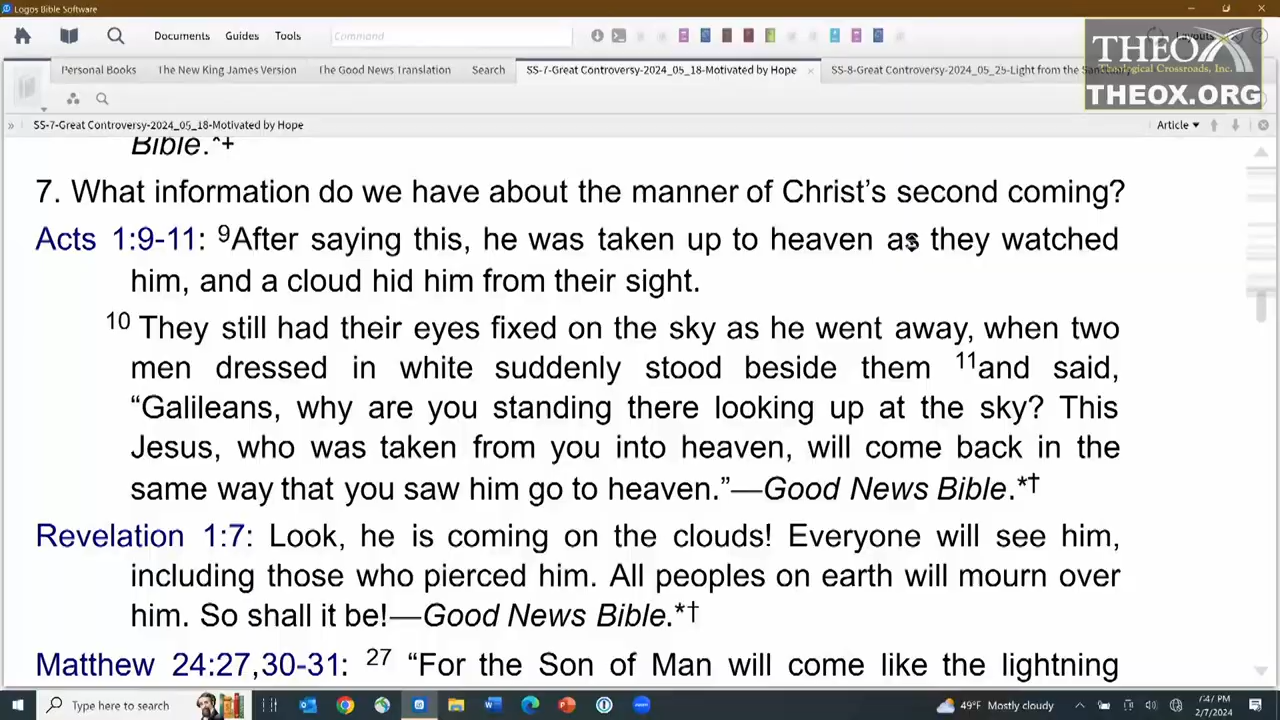 Logos Bible Software
Documents Guides Tools Command
THEOX
Theological Crossroads, Inc.
THEOX.ORG
Personal Books The New King James Version The Good News Translation Search SS-7-Great Controversy-2024_05_18-Motivated by Hope SS-8-Great Controversy-2024_05_25-Light from the
SS-7-Great Controversy-2024_05_18-Motivated by Hope Article
Bible.*+
7. What information do we have about the manner of Christ's second coming?
Acts 1:9-11: 9After saying this, he was taken up to heaven as they watched
him, and a cloud hid him from their sight.
10 They still had their eyes fixed on the sky as he went away, when two
men dressed in white suddenly stood beside them 11and said,
“Galileans, why are you standing there looking up at the sky? This
Jesus, who was taken from you into heaven, will come back in the
same way that you saw him go to heaven.”—Good News Bible.*†
Revelation 1:7: Look, he is coming on the clouds! Everyone will see him,
including those who pierced him. All peoples on earth will mourn over
him. So shall it be!—Good News Bible.*†
Matthew 24:27,30-31: 27 “For the Son of Man will come like the lightning
Type here to search
49°F Mostly cloudy
7:47 PM
2/7/2024